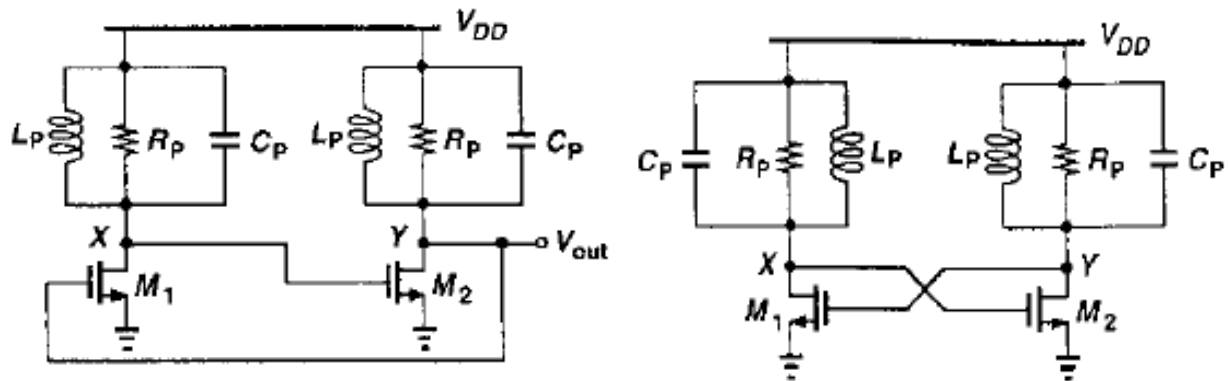 V_DD
L_P R_P C_P L_P R_P C_P
X Y V_out
M_1 M_2
V_DD
C_P R_P L_P L_P R_P C_P
X Y
M_1 M_2